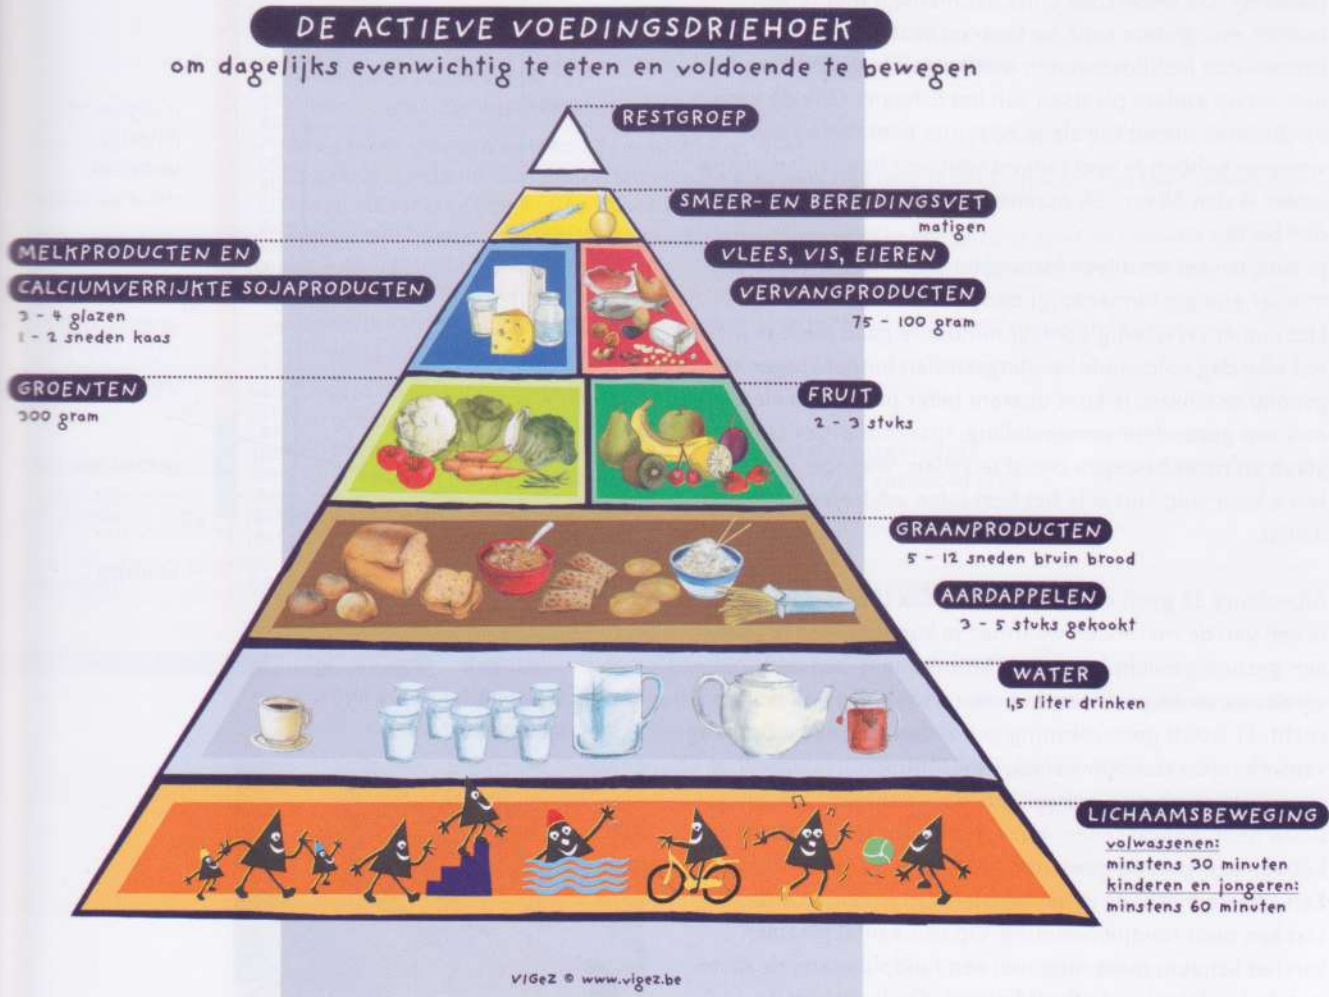 DE ACTIEVE VOEDINGSDRIEHOEK
om dagelijks evenwichtig te eten en voldoende te bewegen
RESTGROEP
SMEER- EN BEREIDINGSVET
matigen
MELKPRODUCTEN EN
CALCIUMVERRIJKTE SOJAPRODUCTEN
3 - 4 glazen
1 - 2 sneden kaas
VLEES, VIS, EIEREN
VERVANGPRODUCTEN
75 - 100 gram
GROENTEN
300 gram
FRUIT
2 - 3 stuks
GRAANPRODUCTEN
5 - 12 sneden bruin brood
AARDAPPELEN
3 - 5 stuks gekookt
WATER
1,5 liter drinken
LICHAAMSBEWEGING
volwassenen:
minstens 30 minuten
kinderen en jongeren:
minstens 60 minuten
VIGeZ © www.vigez.be